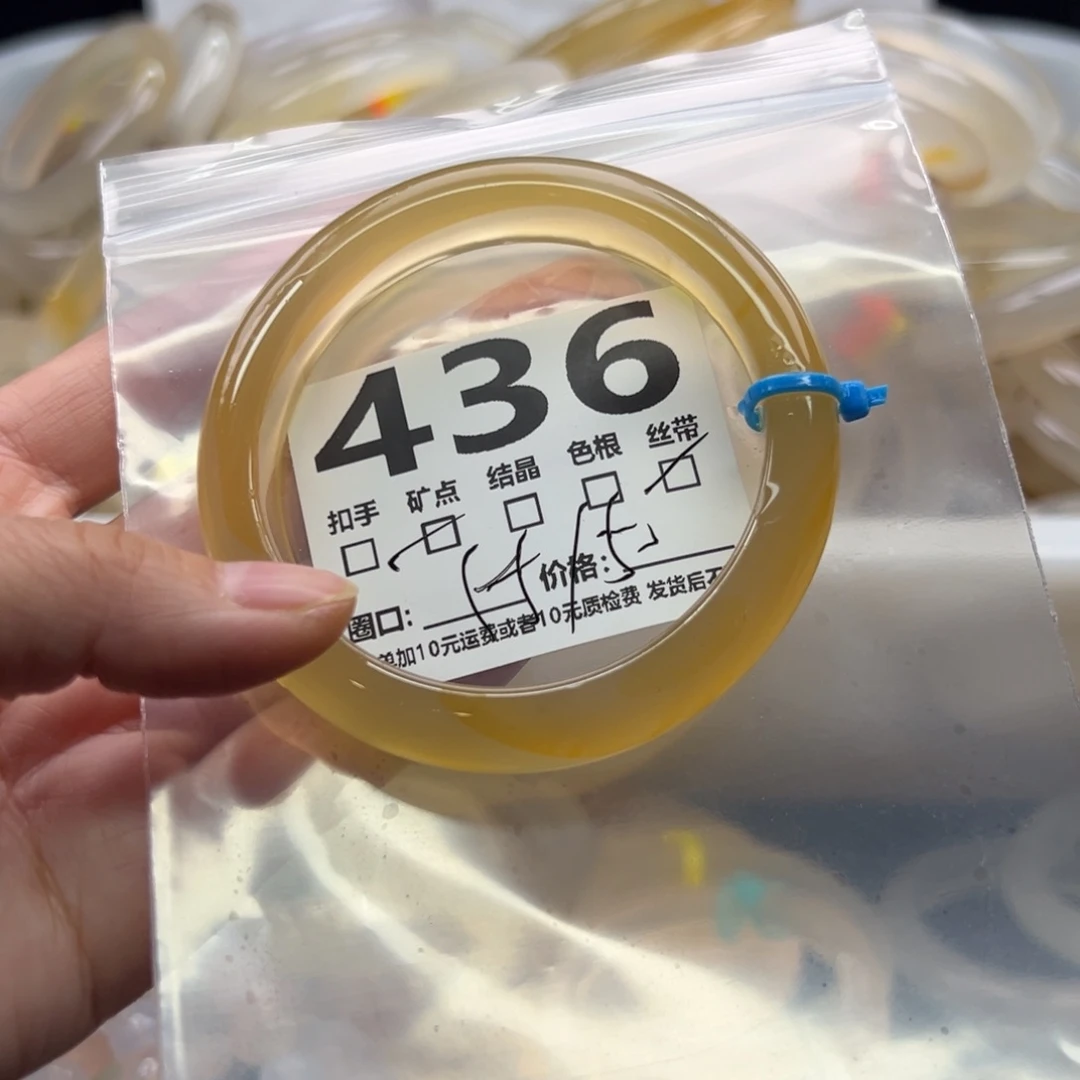 436
扣手 矿点 结晶 色根 丝带
圈口: 价格:
单加10元运费或者10元质检费 发货后不